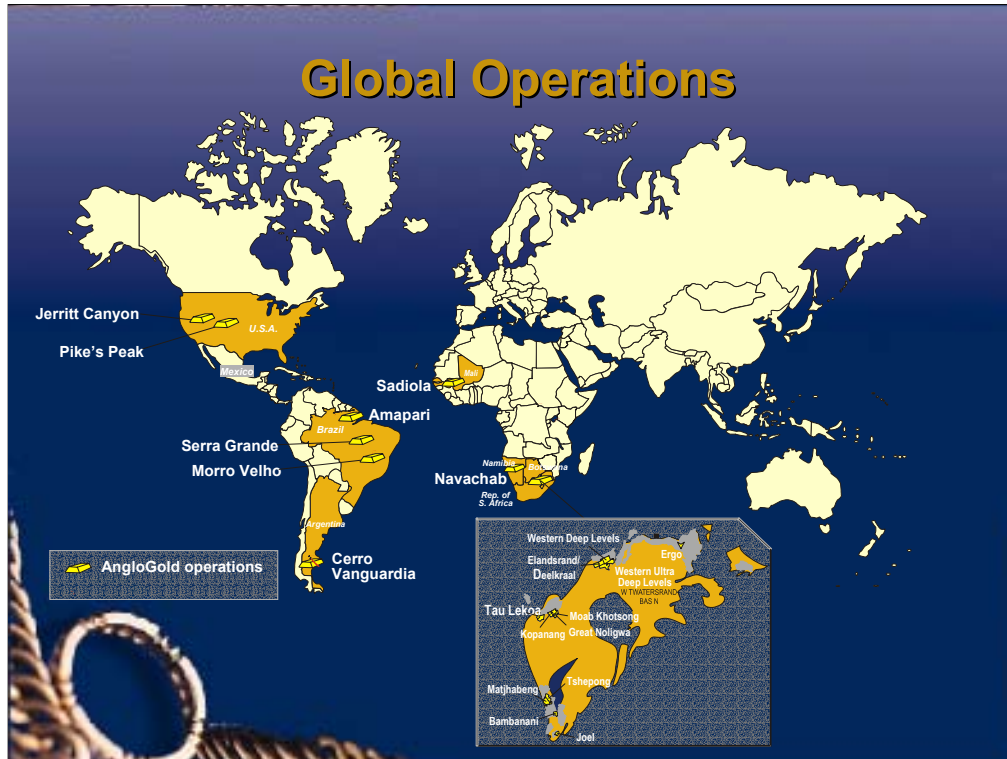 Global Operations
Jerritt Canyon
U.S.A.
Pike's Peak
Mexico
Mali
Sadiola
Amapari
Brazil
Serra Grande
Morro Velho
Namibia
Botswana
Navachab
Rep. of
S. Africa
Argentina
Cerro
Vanguardia
AngloGold operations
Western Deep Levels
Ergo
Elandsrand/
Deelkraal
Western Ultra
Deep Levels
W TWATERSRAND
BAS N
Tau Lekoa
Moab Khotsong
Kopanang
Great Noligwa
Tshepong
Matjhabeng
Bambanani
Joel